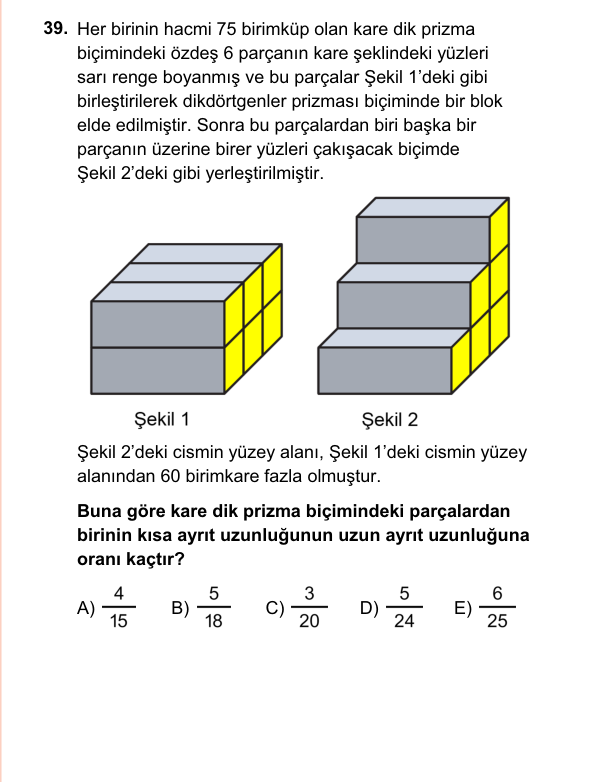 39. Her birinin hacmi 75 birimküp olan kare dik prizma
biçimindeki özdeş 6 parçanın kare şeklindeki yüzleri
sarı renge boyanmış ve bu parçalar Şekil 1’deki gibi
birleştirilerek dikdörtgenler prizması biçiminde bir blok
elde edilmiştir. Sonra bu parçalardan biri başka bir
parçanın üzerine birer yüzleri çakışacak biçimde
Şekil 2’deki gibi yerleştirilmiştir.
Şekil 1 Şekil 2
Şekil 2’deki cismin yüzey alanı, Şekil 1’deki cismin yüzey
alanından 60 birimkare fazla olmuştur.
Buna göre kare dik prizma biçimindeki parçalardan
birinin kısa ayrıt uzunluğunun uzun ayrıt uzunluğuna
oranı kaçtır?
A) 4/15 B) 5/18 C) 3/20 D) 5/24 E) 6/25